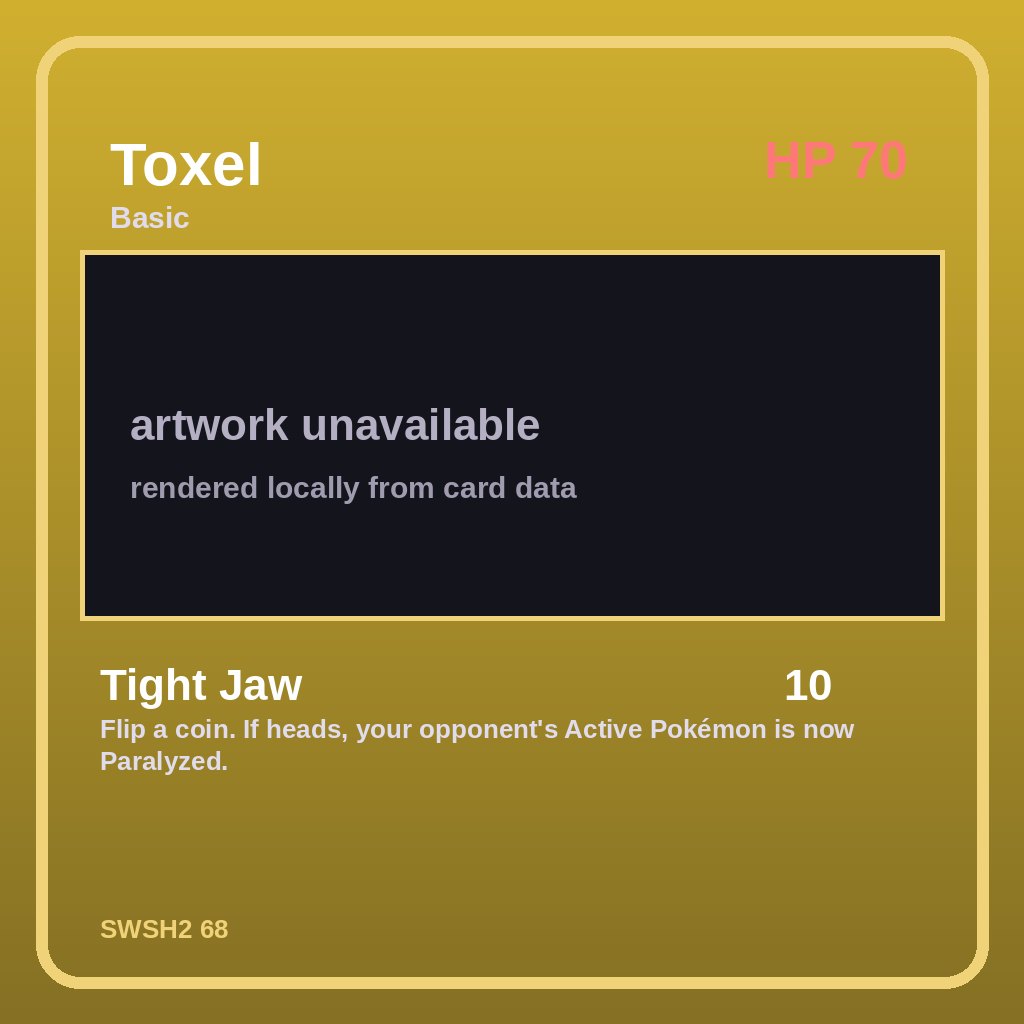 Toxel
HP 70
Basic
artwork unavailable
rendered locally from card data
Tight Jaw
10
Flip a coin. If heads, your opponent's Active Pokémon is now
Paralyzed.
SWSH2 68